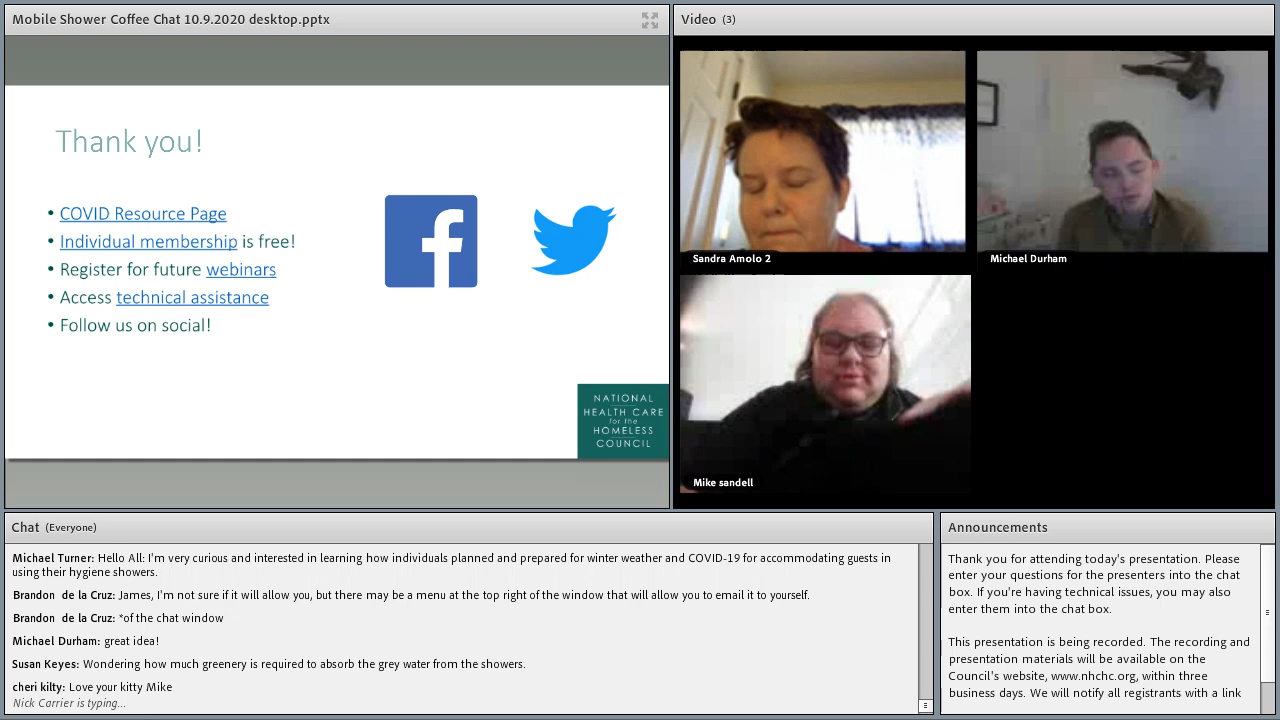 Mobile Shower Coffee Chat 10.9.2020 desktop.pptx
Thank you!
• COVID Resource Page
• Individual membership is free!
• Register for future webinars
• Access technical assistance
• Follow us on social!
NATIONAL
HEALTH CARE
for the
HOMELESS
COUNCIL
Video (3)
Sandra Amolo 2
Michael Durham
Mike sandell
Chat (Everyone)
Michael Turner: Hello All: I'm very curious and interested in learning how individuals planned and prepared for winter weather and COVID-19 for accommodating guests in
using their hygiene showers.
Brandon de la Cruz: James, I'm not sure if it will allow you, but there may be a menu at the top right of the window that will allow you to email it to yourself.
Brandon de la Cruz: *of the chat window
Michael Durham: great idea!
Susan Keyes: Wondering how much greenery is required to absorb the grey water from the showers.
cheri kilty: Love your kitty Mike
Nick Carrier is typing...
Announcements
Thank you for attending today's presentation. Please
enter your questions for the presenters into the chat
box. If you're having technical issues, you may also
enter them into the chat box.
This presentation is being recorded. The recording and
presentation materials will be available on the
Council's website, www.nhchc.org, within three
business days. We will notify all registrants with a link